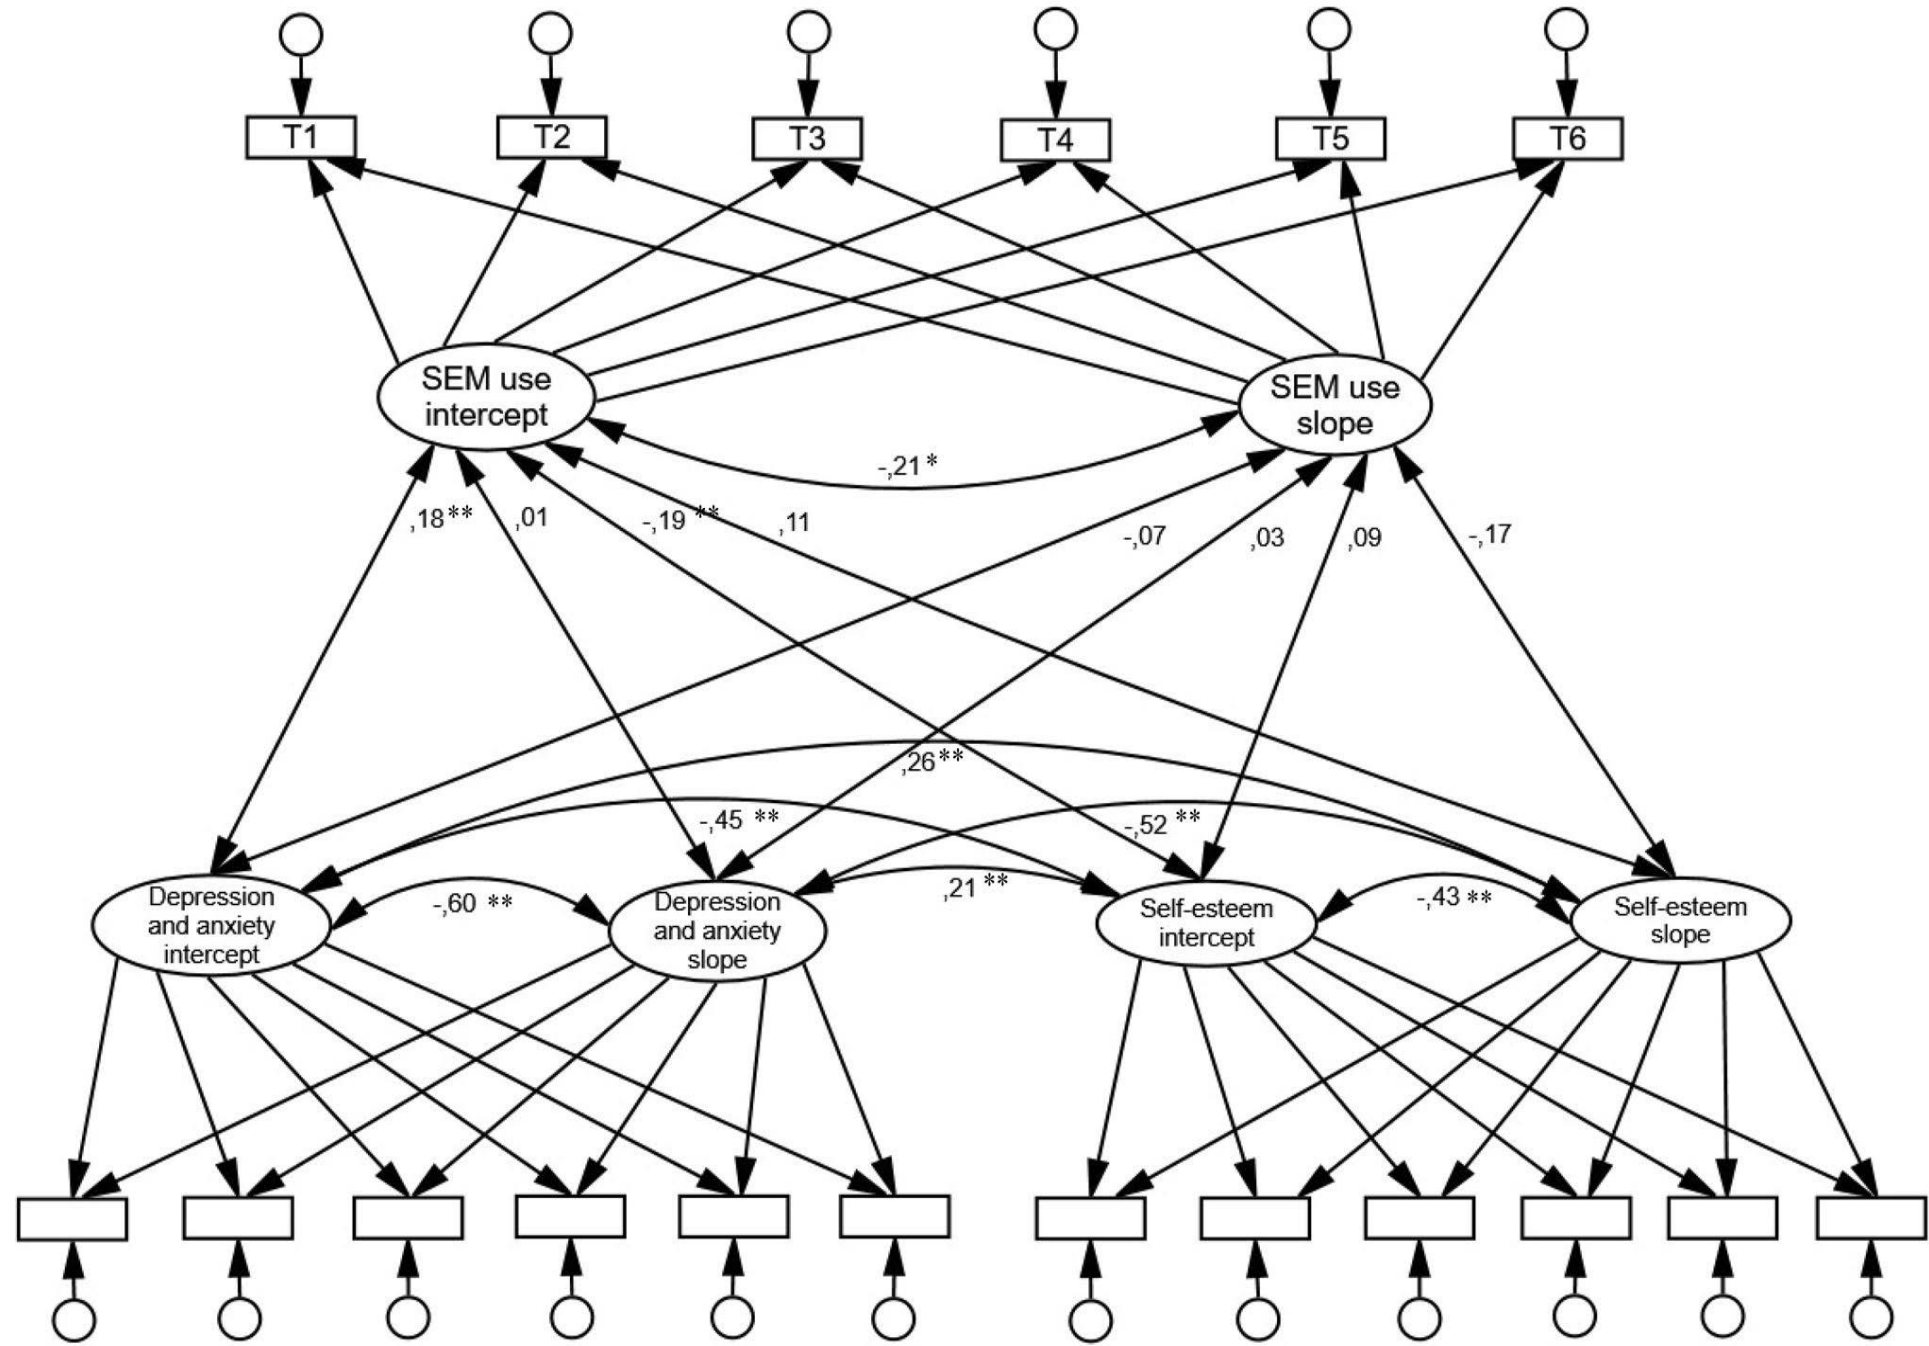 T1
T2
T3
T4
T5
T6
SEM use
intercept
SEM use
slope
-,21*
,18**
,01
-,19 **
,11
-,07
,03
,09
-,17
,26**
-,45 **
-,52 **
-,60 **
,21**
-,43**
Depression
and anxiety
intercept
Depression
and anxiety
slope
Self-esteem
intercept
Self-esteem
slope